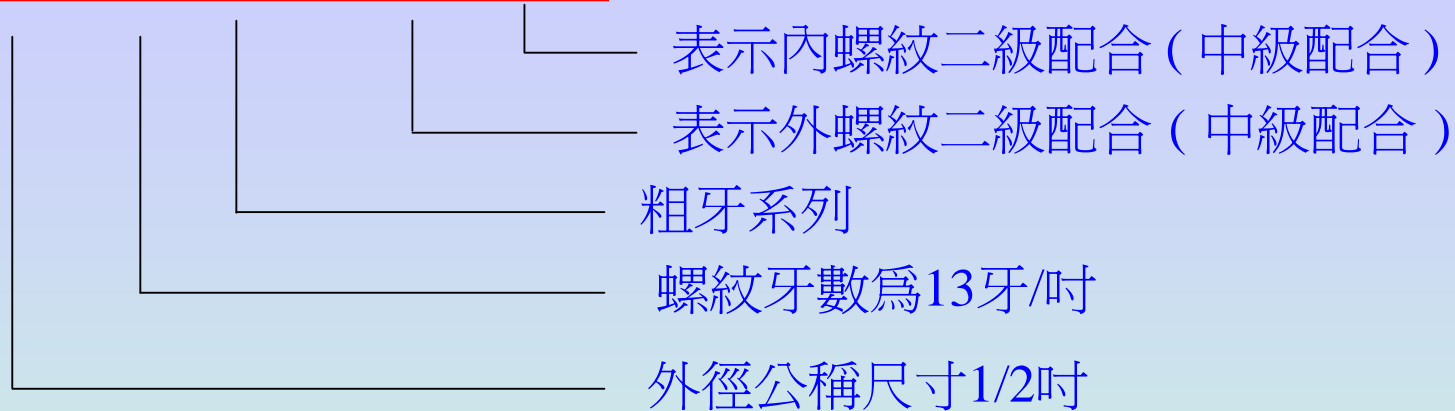 表示內螺紋二級配合 ( 中級配合 )
表示外螺紋二級配合 ( 中級配合 )
粗牙系列
螺紋牙數為13牙/吋
外徑公稱尺寸1/2吋